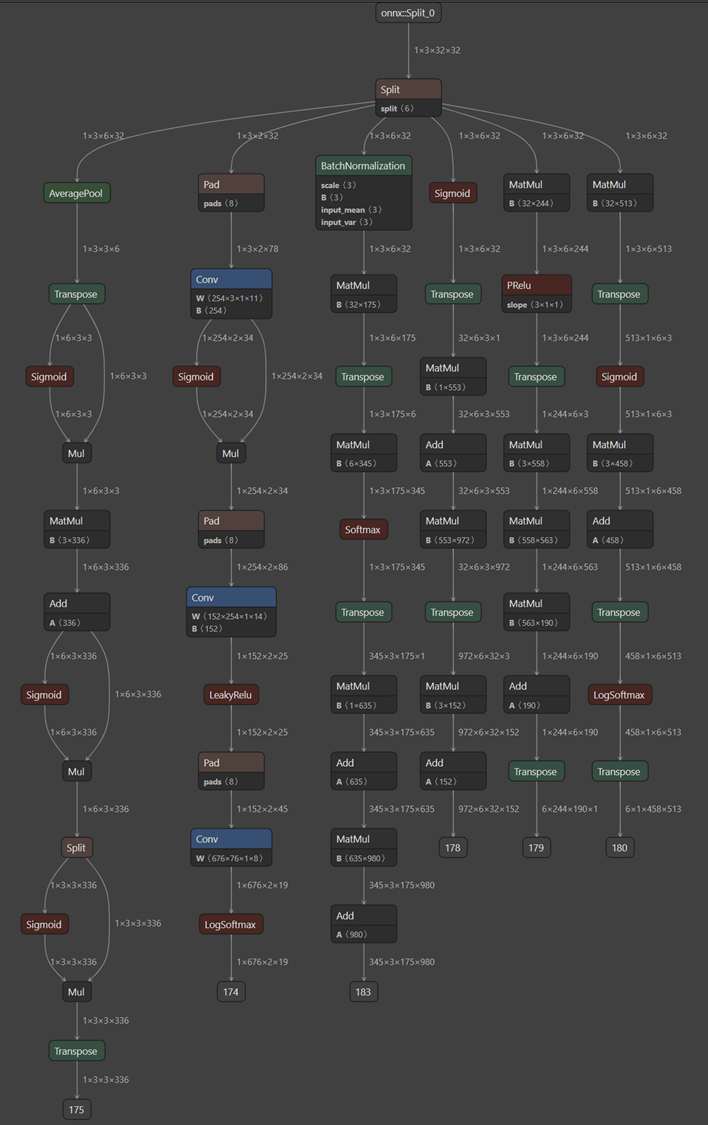 onnx::Split_0
1×3×32×32
Split
split ⟨6⟩
1×3×6×32
1×3×2×32
1×3×6×32
1×3×6×32
1×3×6×32
1×3×6×32
AveragePool
1×3×3×6
Transpose
1×6×3×3
Sigmoid
1×6×3×3
1×6×3×3
Mul
1×6×3×3
MatMul
B ⟨3×336⟩
1×6×3×336
Add
A ⟨336⟩
1×6×3×336
Sigmoid
1×6×3×336
1×6×3×336
Mul
1×6×3×336
Split
1×3×3×336
Sigmoid
1×3×3×336
1×3×3×336
Mul
1×3×3×336
Transpose
1×3×3×336
175
Pad
pads ⟨8⟩
1×3×2×78
Conv
W ⟨254×3×1×11⟩
B ⟨254⟩
1×254×2×34
Sigmoid
1×254×2×34
1×254×2×34
Mul
1×254×2×34
Pad
pads ⟨8⟩
1×254×2×86
Conv
W ⟨152×254×1×14⟩
B ⟨152⟩
1×152×2×25
LeakyRelu
1×152×2×25
Pad
pads ⟨8⟩
1×152×2×45
Conv
W ⟨676×76×1×8⟩
1×676×2×19
LogSoftmax
1×676×2×19
174
BatchNormalization
scale ⟨3⟩
B ⟨3⟩
input_mean ⟨3⟩
input_var ⟨3⟩
1×3×6×32
MatMul
B ⟨32×175⟩
1×3×6×175
Transpose
1×3×175×6
MatMul
B ⟨6×345⟩
1×3×175×345
Softmax
1×3×175×345
Transpose
345×3×175×1
MatMul
B ⟨1×635⟩
345×3×175×635
Add
A ⟨635⟩
345×3×175×635
MatMul
B ⟨635×980⟩
345×3×175×980
Add
A ⟨980⟩
345×3×175×980
183
Sigmoid
1×3×6×32
Transpose
32×6×3×1
MatMul
B ⟨1×553⟩
32×6×3×553
Add
A ⟨553⟩
32×6×3×553
MatMul
B ⟨553×972⟩
32×6×3×972
Transpose
972×6×32×3
MatMul
B ⟨3×152⟩
972×6×32×152
Add
A ⟨152⟩
972×6×32×152
178
MatMul
B ⟨32×244⟩
1×3×6×244
PRelu
slope ⟨3×1×1⟩
1×3×6×244
Transpose
1×244×6×3
MatMul
B ⟨3×558⟩
1×244×6×558
MatMul
B ⟨558×563⟩
1×244×6×563
MatMul
B ⟨563×190⟩
1×244×6×190
Add
A ⟨190⟩
1×244×6×190
Transpose
6×244×190×1
179
MatMul
B ⟨32×513⟩
1×3×6×513
Transpose
513×1×6×3
Sigmoid
513×1×6×3
MatMul
B ⟨3×458⟩
513×1×6×458
Add
A ⟨458⟩
513×1×6×458
Transpose
458×1×6×513
LogSoftmax
458×1×6×513
Transpose
6×1×458×513
180